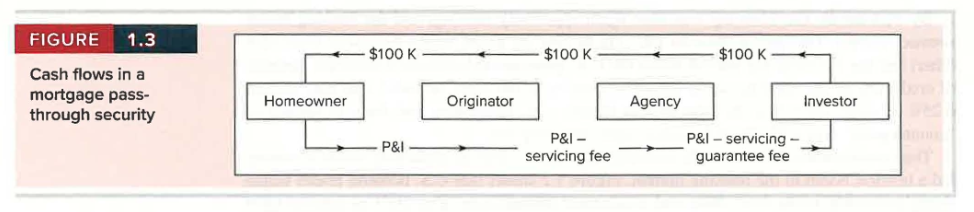 FIGURE 1.3
Cash flows in a
mortgage pass-
through security
$100 K $100 K $100 K
Homeowner Originator Agency Investor
P&I P&I – servicing fee P&I – servicing – guarantee fee